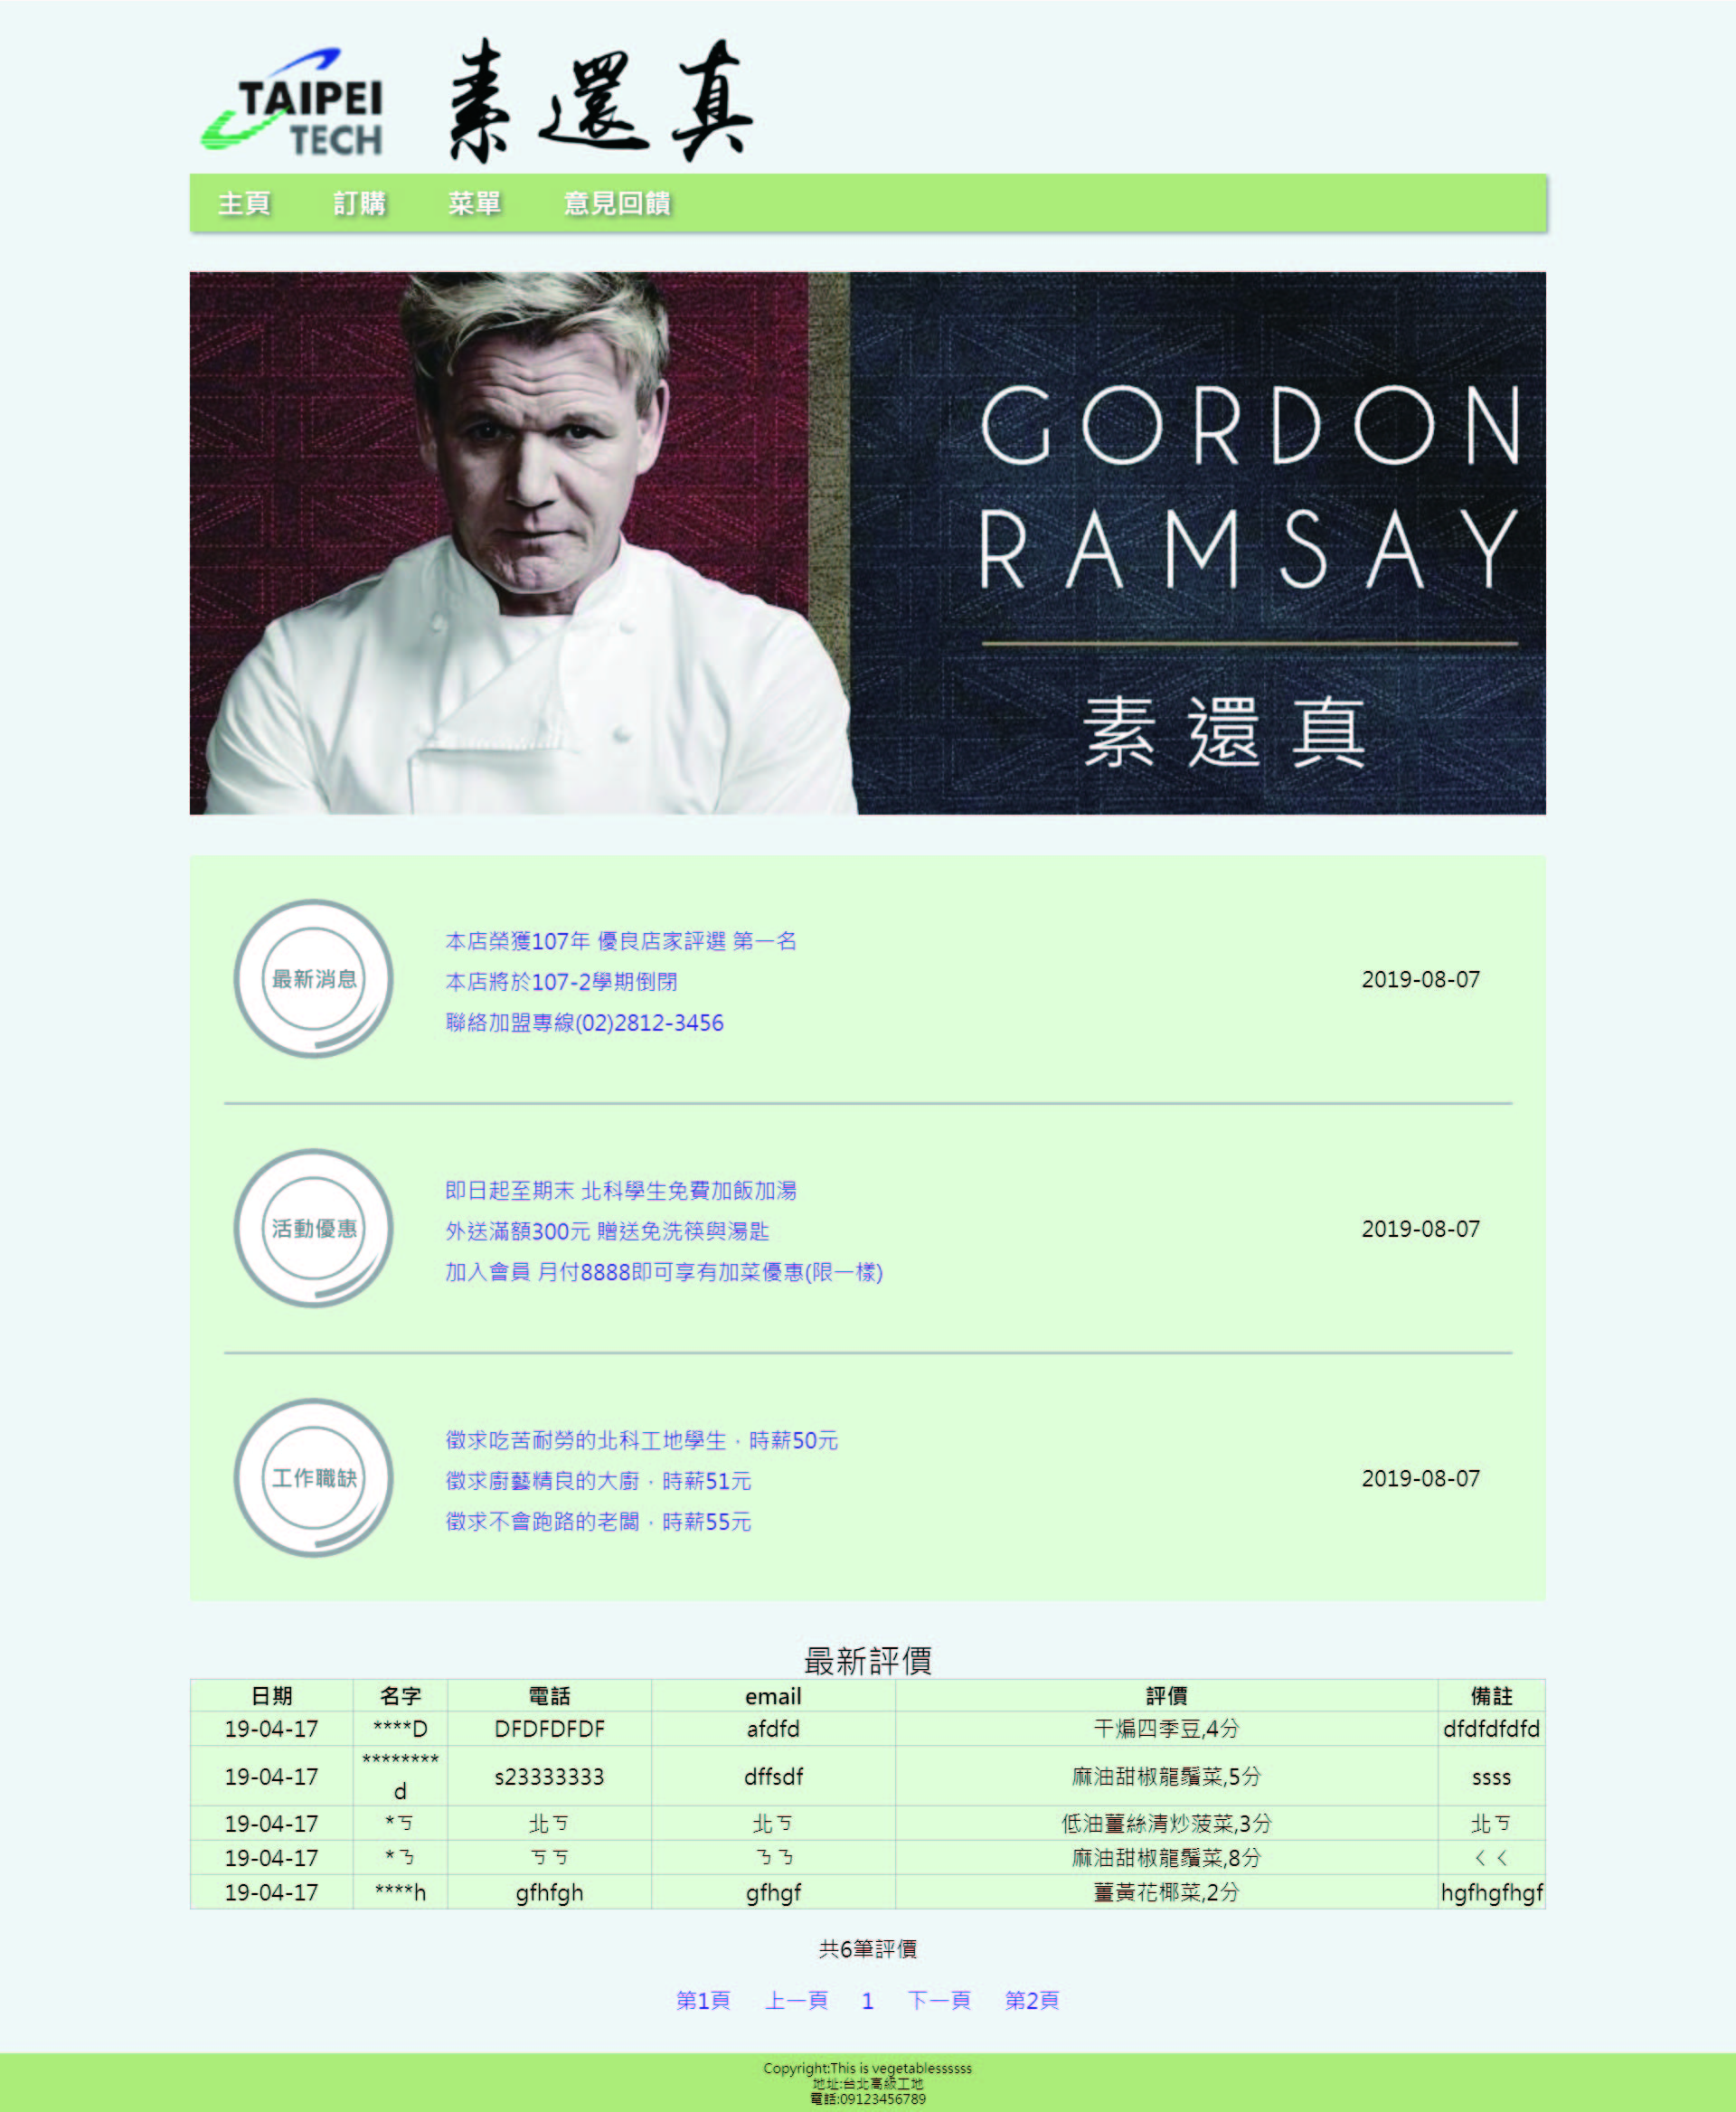 TAIPEI
TECH
素還真
主頁 訂購 菜單 意見回饋
GORDON
RAMSAY
素還真
最新消息
本店榮獲107年 優良店家評選 第一名
本店將於107-2學期倒閉
聯絡加盟專線(02)2812-3456
2019-08-07
活動優惠
即日起至期末 北科學生免費加飯加湯
外送滿額300元 贈送免洗筷與湯匙
加入會員 月付8888即可享有加菜優惠(限一樣)
2019-08-07
工作職缺
徵求吃苦耐勞的北科工地學生，時薪50元
徵求廚藝精良的大廚，時薪51元
徵求不會跑路的老闆，時薪55元
2019-08-07
最新評價
日期 名字 電話 email 評價 備註
19-04-17 ****D DFDFDFDF afdfd 干煸四季豆,4分 dfdfdfdfd
19-04-17 ********d s23333333 dffsdf 麻油甜椒龍鬚菜,5分 ssss
19-04-17 *ㄎ 北ㄎ 北ㄎ 低油薑絲清炒菠菜,3分 北ㄎ
19-04-17 *ㄋ ㄎㄎ ㄋㄋ 麻油甜椒龍鬚菜,8分 ㄑㄑ
19-04-17 ****h gfhfgh gfhgf 薑黃花椰菜,2分 hgfhgfhgf
共6筆評價
第1頁 上一頁 1 下一頁 第2頁
Copyright:This is vegetablessssss
地址:台北高級工地
電話:09123456789